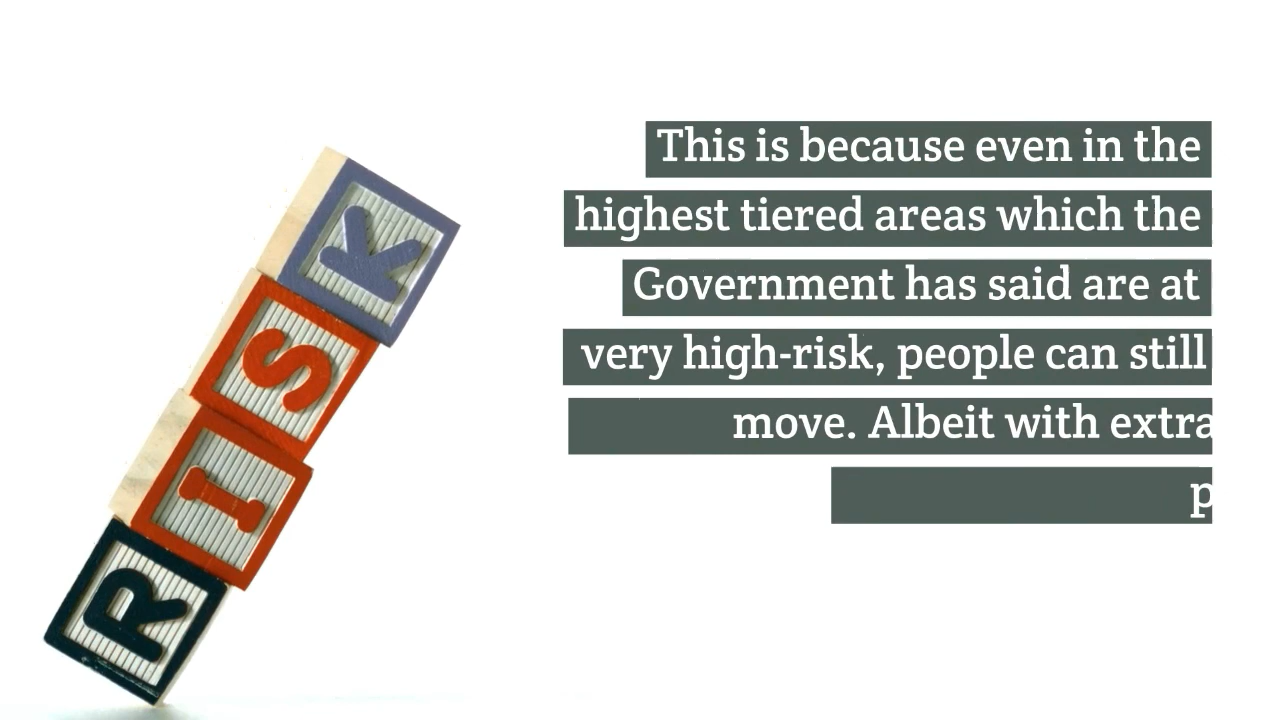 This is because even in the
highest tiered areas which the
Government has said are at
very high-risk, people can still
move. Albeit with extra
p
K
S
I
R